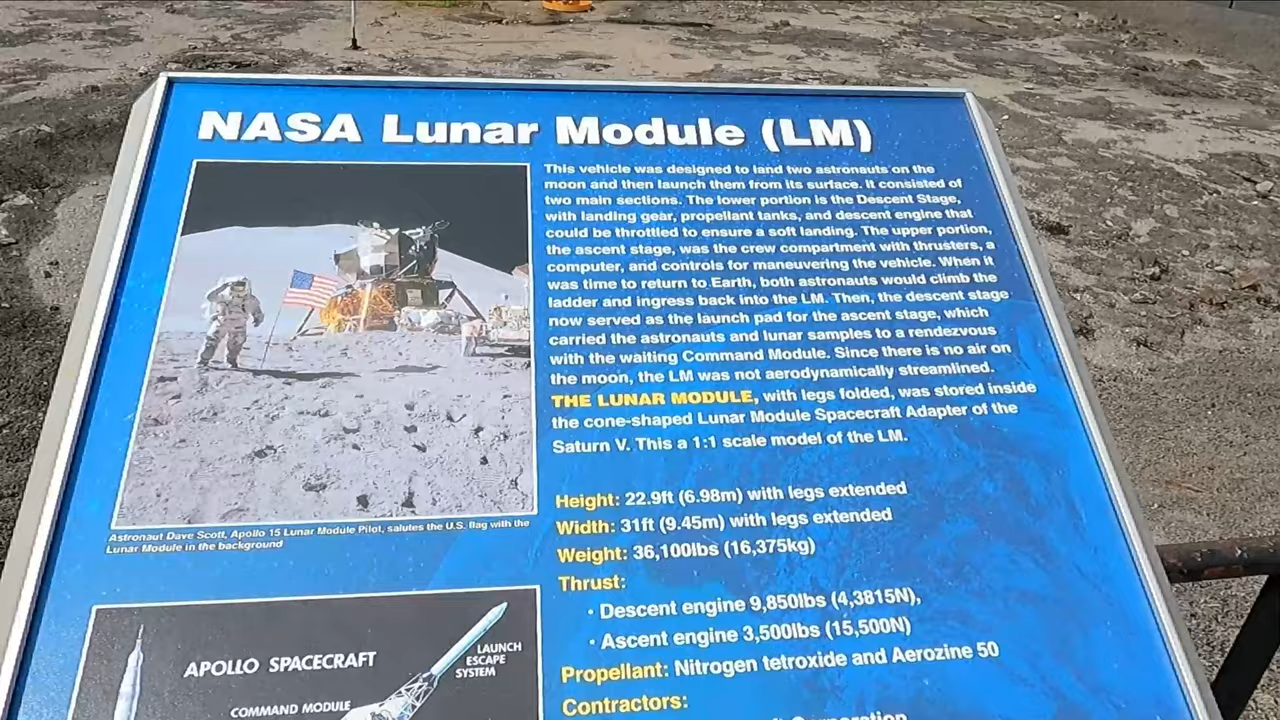 NASA Lunar Module (LM)
This vehicle was designed to land two astronauts on the
moon and then launch them from its surface. It consisted of
two main sections. The lower portion is the Descent Stage,
with landing gear, propellant tanks, and descent engine that
could be throttled to ensure a soft landing. The upper portion,
the ascent stage, was the crew compartment with thrusters, a
computer, and controls for maneuvering the vehicle. When it
was time to return to Earth, both astronauts would climb the
ladder and ingress back into the LM. Then, the descent stage
now served as the launch pad for the ascent stage, which
carried the astronauts and lunar samples to a rendezvous
with the waiting Command Module. Since there is no air on
the moon, the LM was not aerodynamically streamlined.
THE LUNAR MODULE, with legs folded, was stored inside
the cone-shaped Lunar Module Spacecraft Adapter of the
Saturn V. This a 1:1 scale model of the LM.
Height: 22.9ft (6.98m) with legs extended
Width: 31ft (9.45m) with legs extended
Weight: 36,100lbs (16,375kg)
Thrust:
• Descent engine 9,850lbs (4,3815N),
• Ascent engine 3,500lbs (15,500N)
Propellant: Nitrogen tetroxide and Aerozine 50
Contractors:
Corporation
Astronaut Dave Scott, Apollo 15 Lunar Module Pilot, salutes the U.S. flag with the
Lunar Module in the background
APOLLO SPACECRAFT
LAUNCH
ESCAPE
SYSTEM
COMMAND MODULE